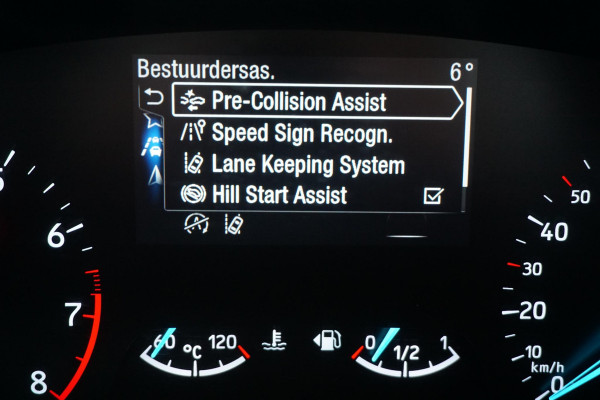 Bestuurdersas. 6°
Pre-Collision Assist
Speed Sign Recogn.
Lane Keeping System
Hill Start Assist
A
6
7
8
60 °C 120
0 1/2 1
50
40
30
20
10
km/h
0